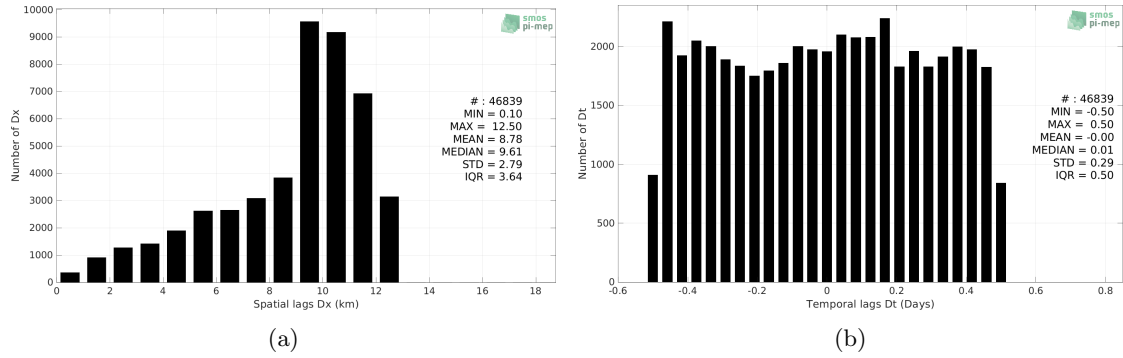 smos
pi-mep
10000
9000
8000
7000
6000
5000
4000
3000
2000
1000
0
Number of Dx
# : 46839
MIN = 0.10
MAX = 12.50
MEAN = 8.78
MEDIAN = 9.61
STD = 2.79
IQR = 3.64
0 2 4 6 8 10 12 14 16 18
Spatial lags Dx (km)
(a)
smos
pi-mep
2000
1500
1000
500
0
Number of Dt
# : 46839
MIN = -0.50
MAX = 0.50
MEAN = -0.00
MEDIAN = 0.01
STD = 0.29
IQR = 0.50
-0.6 -0.4 -0.2 0 0.2 0.4 0.6 0.8
Temporal lags Dt (Days)
(b)